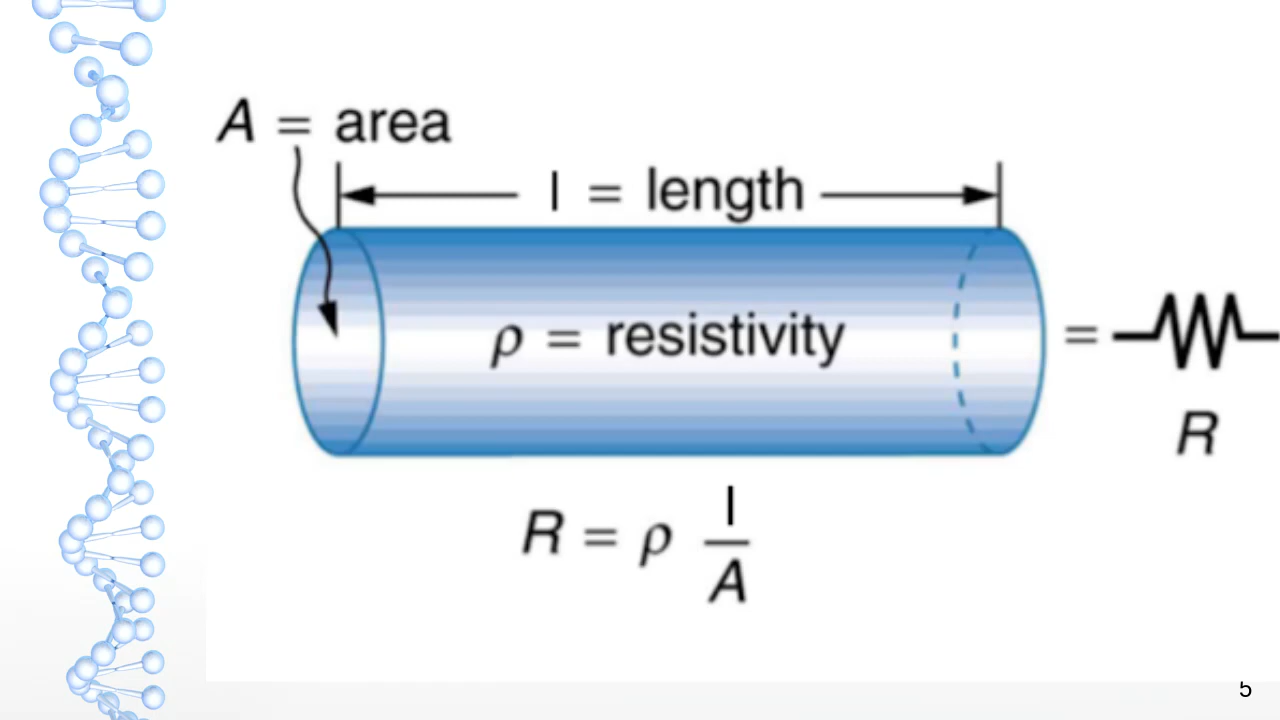 A = area
l = length
ρ = resistivity
=
R
R = ρ l/A
5